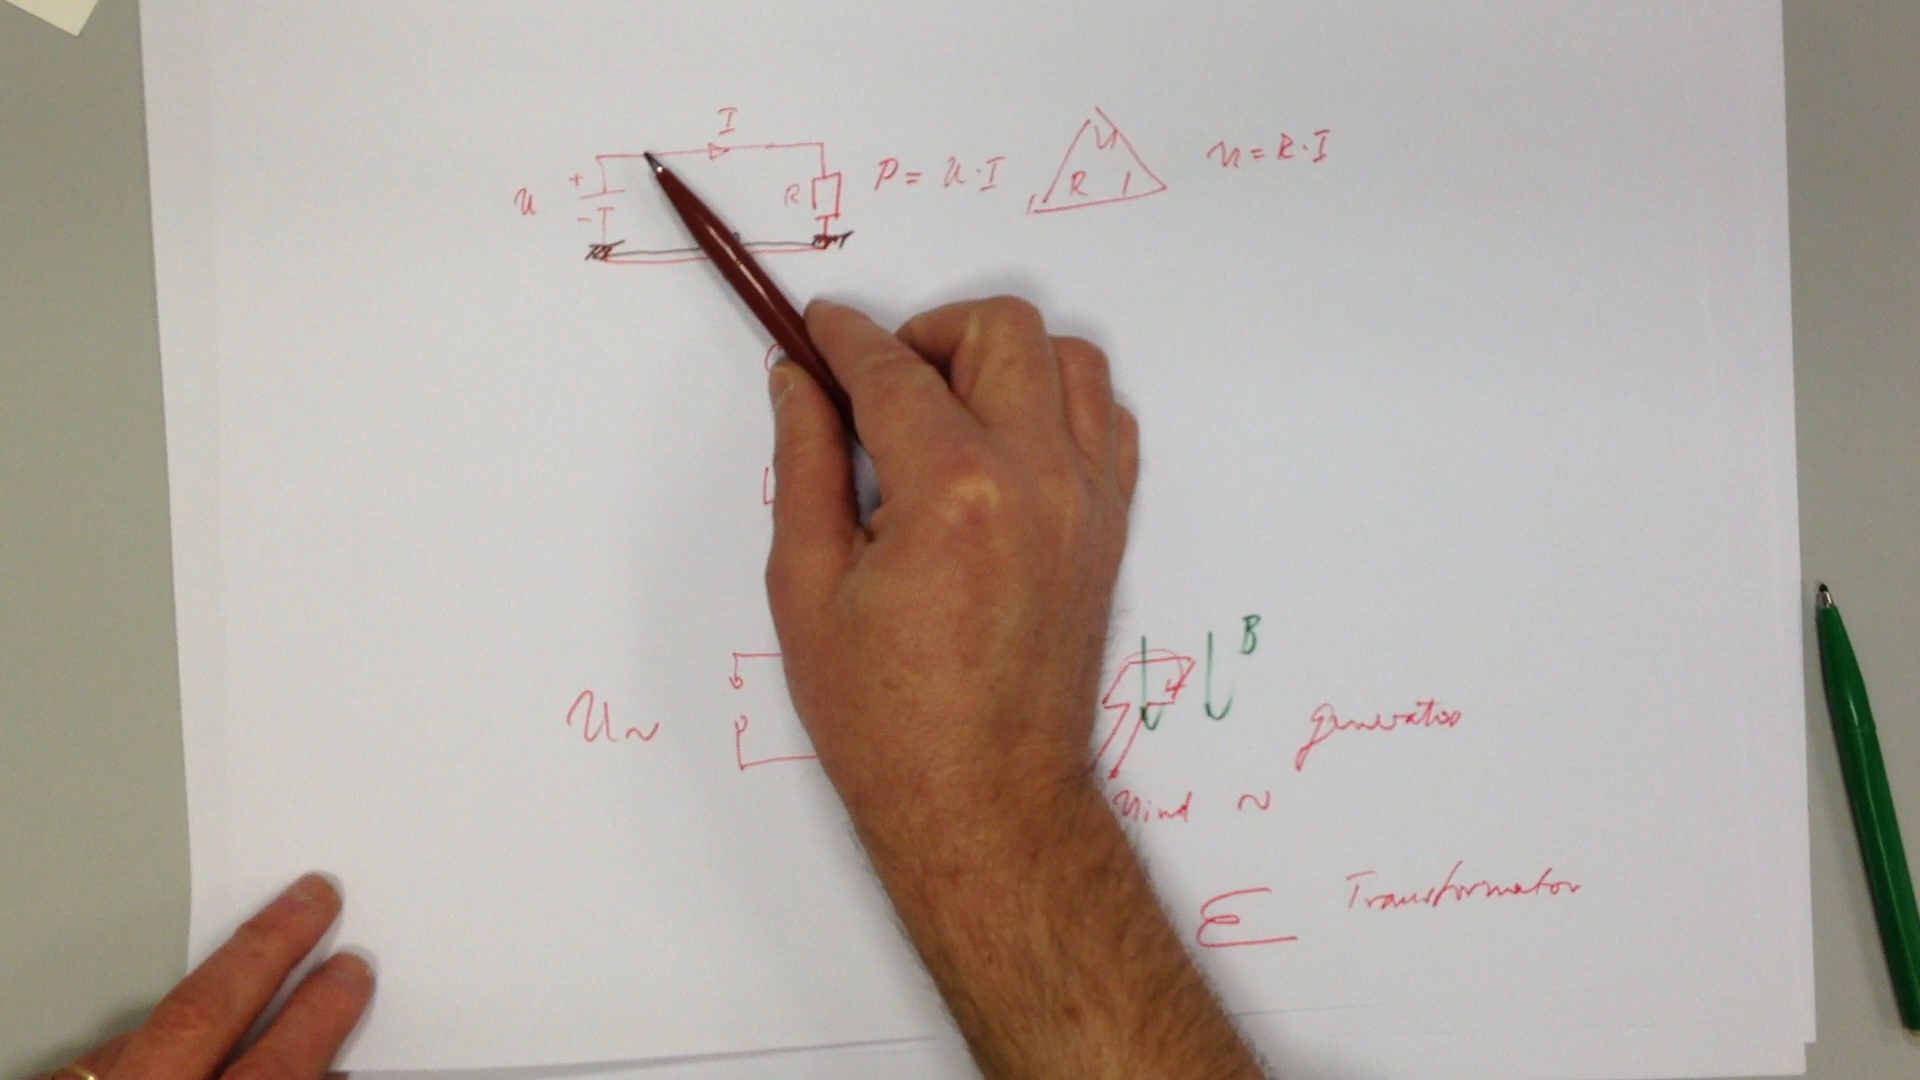 I
+
U
-
R
P = U · I
U
R I
U = R · I
B
U~
generator
Uind ~
Transformator